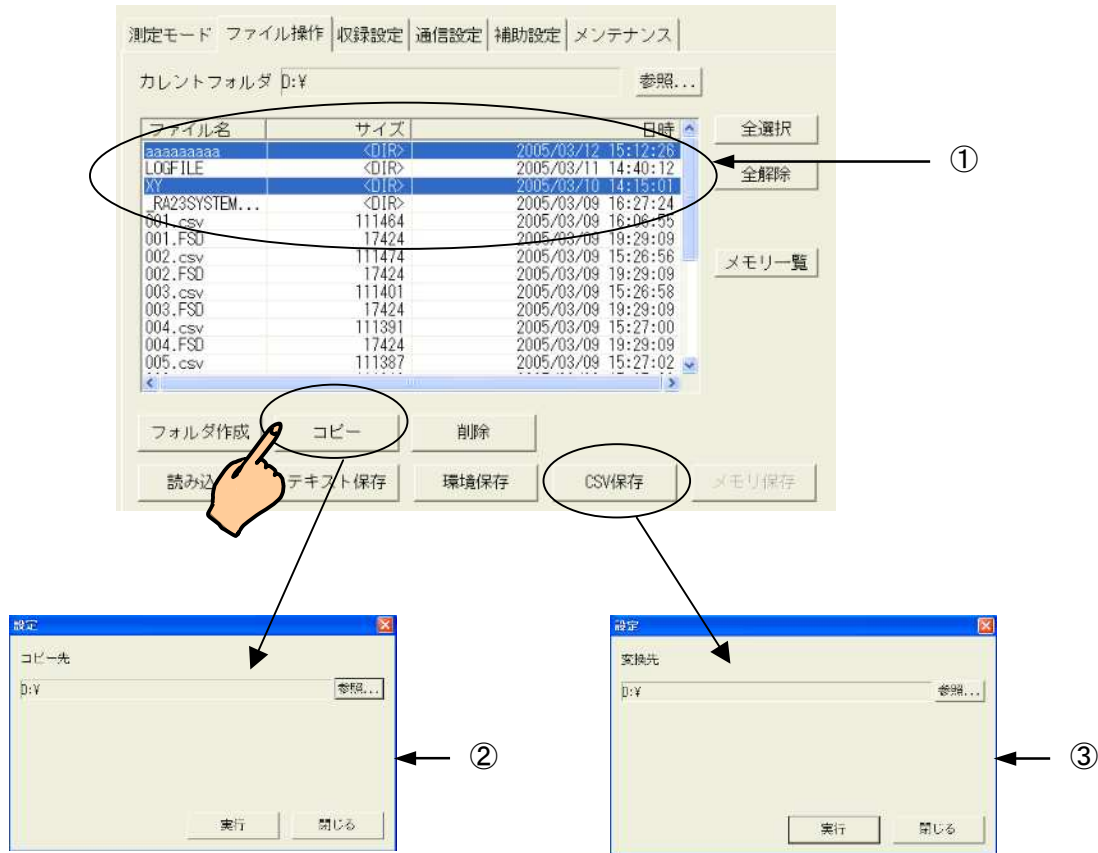 測定モード ファイル操作 収録設定 通信設定 補助設定 メンテナンス
カレントフォルダ D:¥ 参照...
ファイル名 サイズ 日時 全選択
aaaaaaaaa <DIR> 2005/03/12 15:12:26
①
LOGFILE <DIR> 2005/03/11 14:40:12
全解除
XY <DIR> 2005/03/10 14:15:01
_RA23SYSTEM... <DIR> 2005/03/09 16:27:24
001.csv 111464 2005/03/09 16:06:55
001.FSD 17424 2005/03/09 19:29:09
002.csv 111474 2005/03/09 15:26:56
メモリ一覧
002.FSD 17424 2005/03/09 19:29:09
003.csv 111401 2005/03/09 15:26:58
003.FSD 17424 2005/03/09 19:29:09
004.csv 111391 2005/03/09 15:27:00
004.FSD 17424 2005/03/09 19:29:09
005.csv 111387 2005/03/09 15:27:02
フォルダ作成 コピー 削除
読み込 テキスト保存 環境保存 CSV保存 メモリ保存
設定
コピー先
D:¥ 参照...
②
実行 閉じる
設定
変換先
D:¥ 参照...
③
実行 閉じる